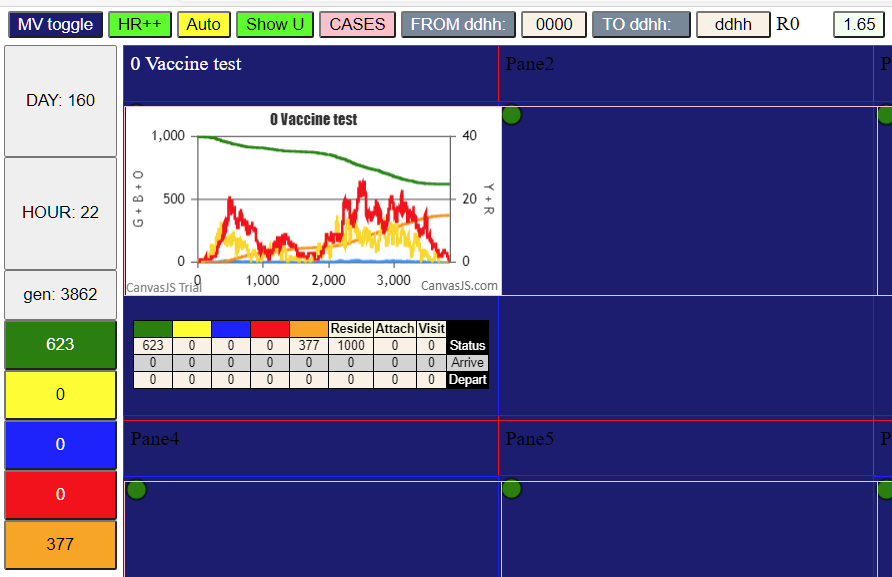 MV toggle HR++ Auto Show U CASES FROM ddhh: 0000 TO ddhh: ddhh R0 1.65
DAY: 160
HOUR: 22
gen: 3862
623
0
0
0
377
0 Vaccine test
Pane2
P
0 Vaccine test
1,000 40
500 20
0 0
G + B + O
Y + R
0 1,000 2,000 3,000
CanvasJS Trial CanvasJS.com
Reside Attach Visit
623 0 0 0 377 1000 0 0 Status
0 0 0 0 0 0 0 0 Arrive
0 0 0 0 0 0 0 0 Depart
Pane4
Pane5
P